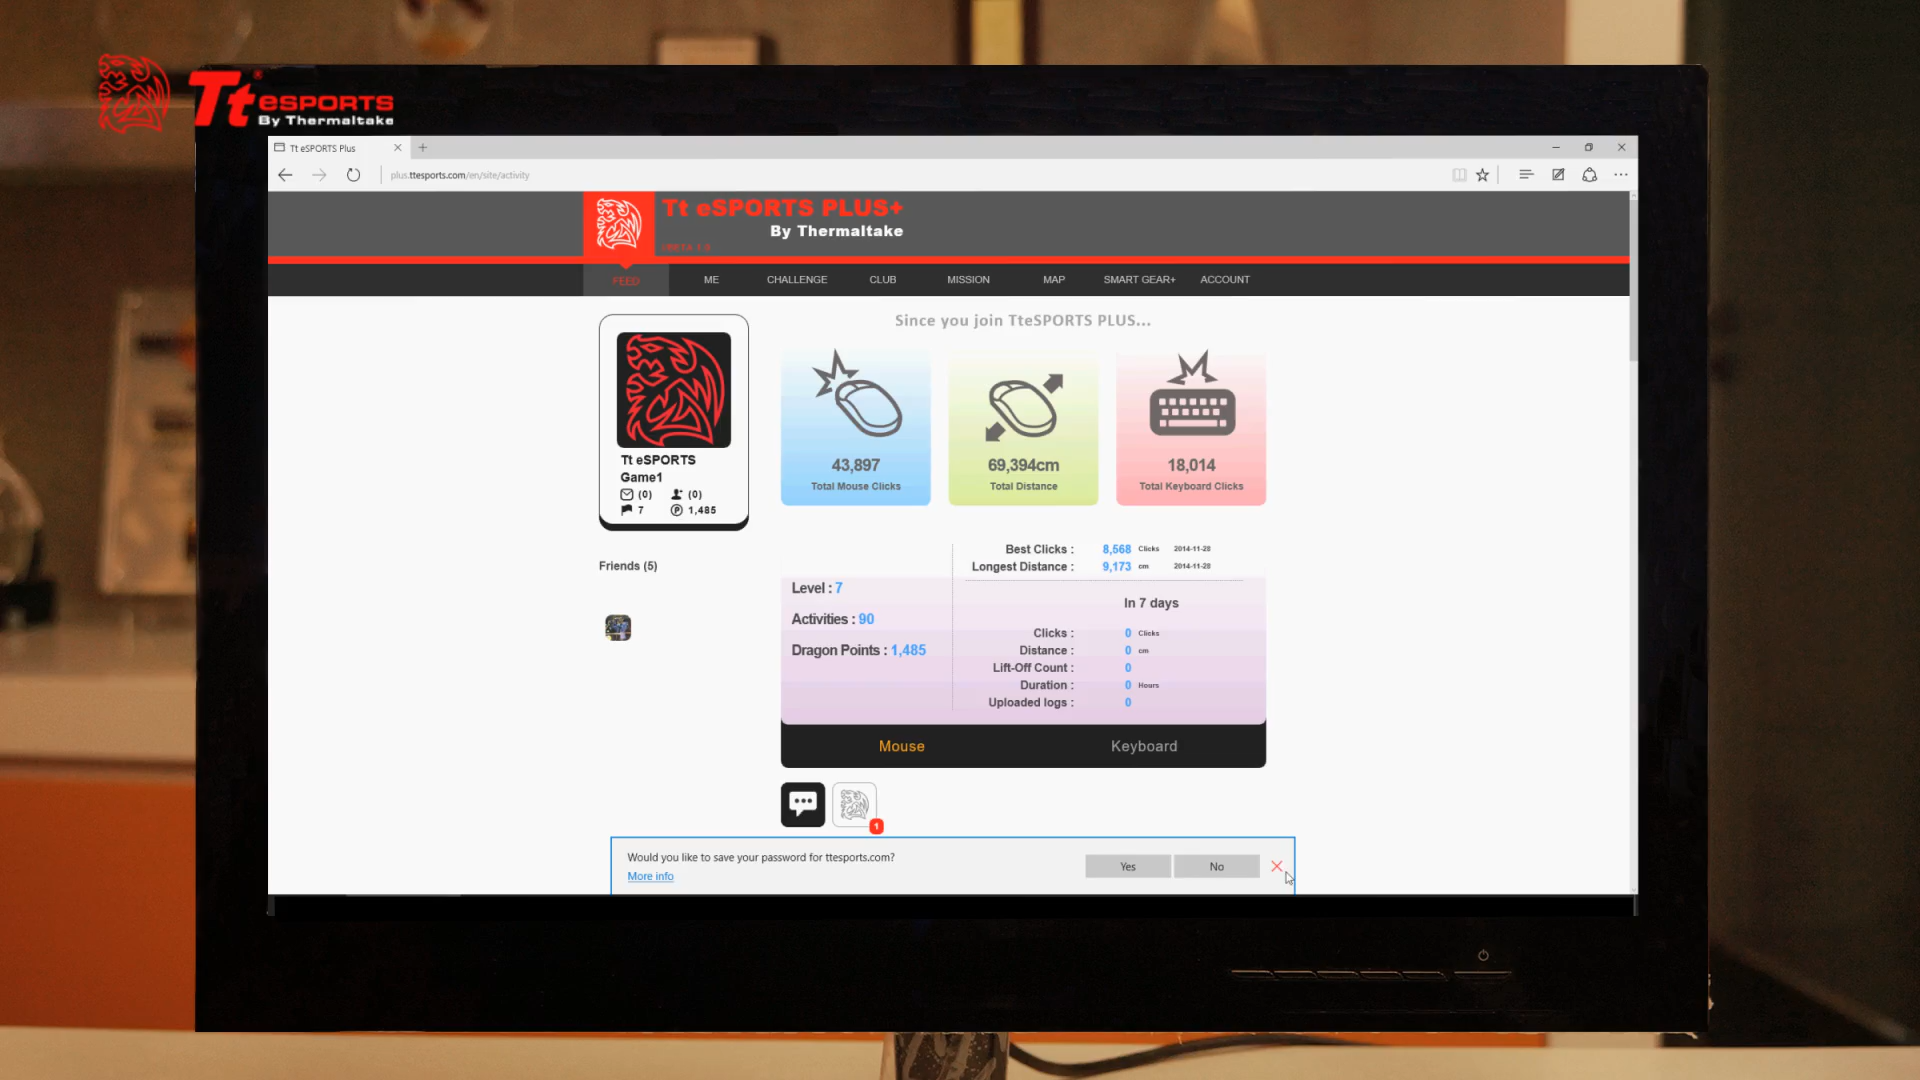 Tt® eSPORTS
By Thermaltake
Tt eSPORTS Plus
plus.ttesports.com/en/site/activity
Tt eSPORTS PLUS+
By Thermaltake
FEED ME CHALLENGE CLUB MISSION MAP SMART GEAR+ ACCOUNT
Since you join TteSPORTS PLUS...
Tt eSPORTS
Game1
(0) (0)
7 1,485
43,897
Total Mouse Clicks
69,394cm
Total Distance
18,014
Total Keyboard Clicks
Friends (5)
Level : 7
Activities : 90
Dragon Points : 1,485
Best Clicks : 8,568 Clicks 2014-11-28
Longest Distance : 9,173 cm 2014-11-28
In 7 days
Clicks : 0 Clicks
Distance : 0 cm
Lift-Off Count : 0
Duration : 0 Hours
Uploaded logs : 0
Mouse Keyboard
1
Would you like to save your password for ttesports.com?
More info
Yes No